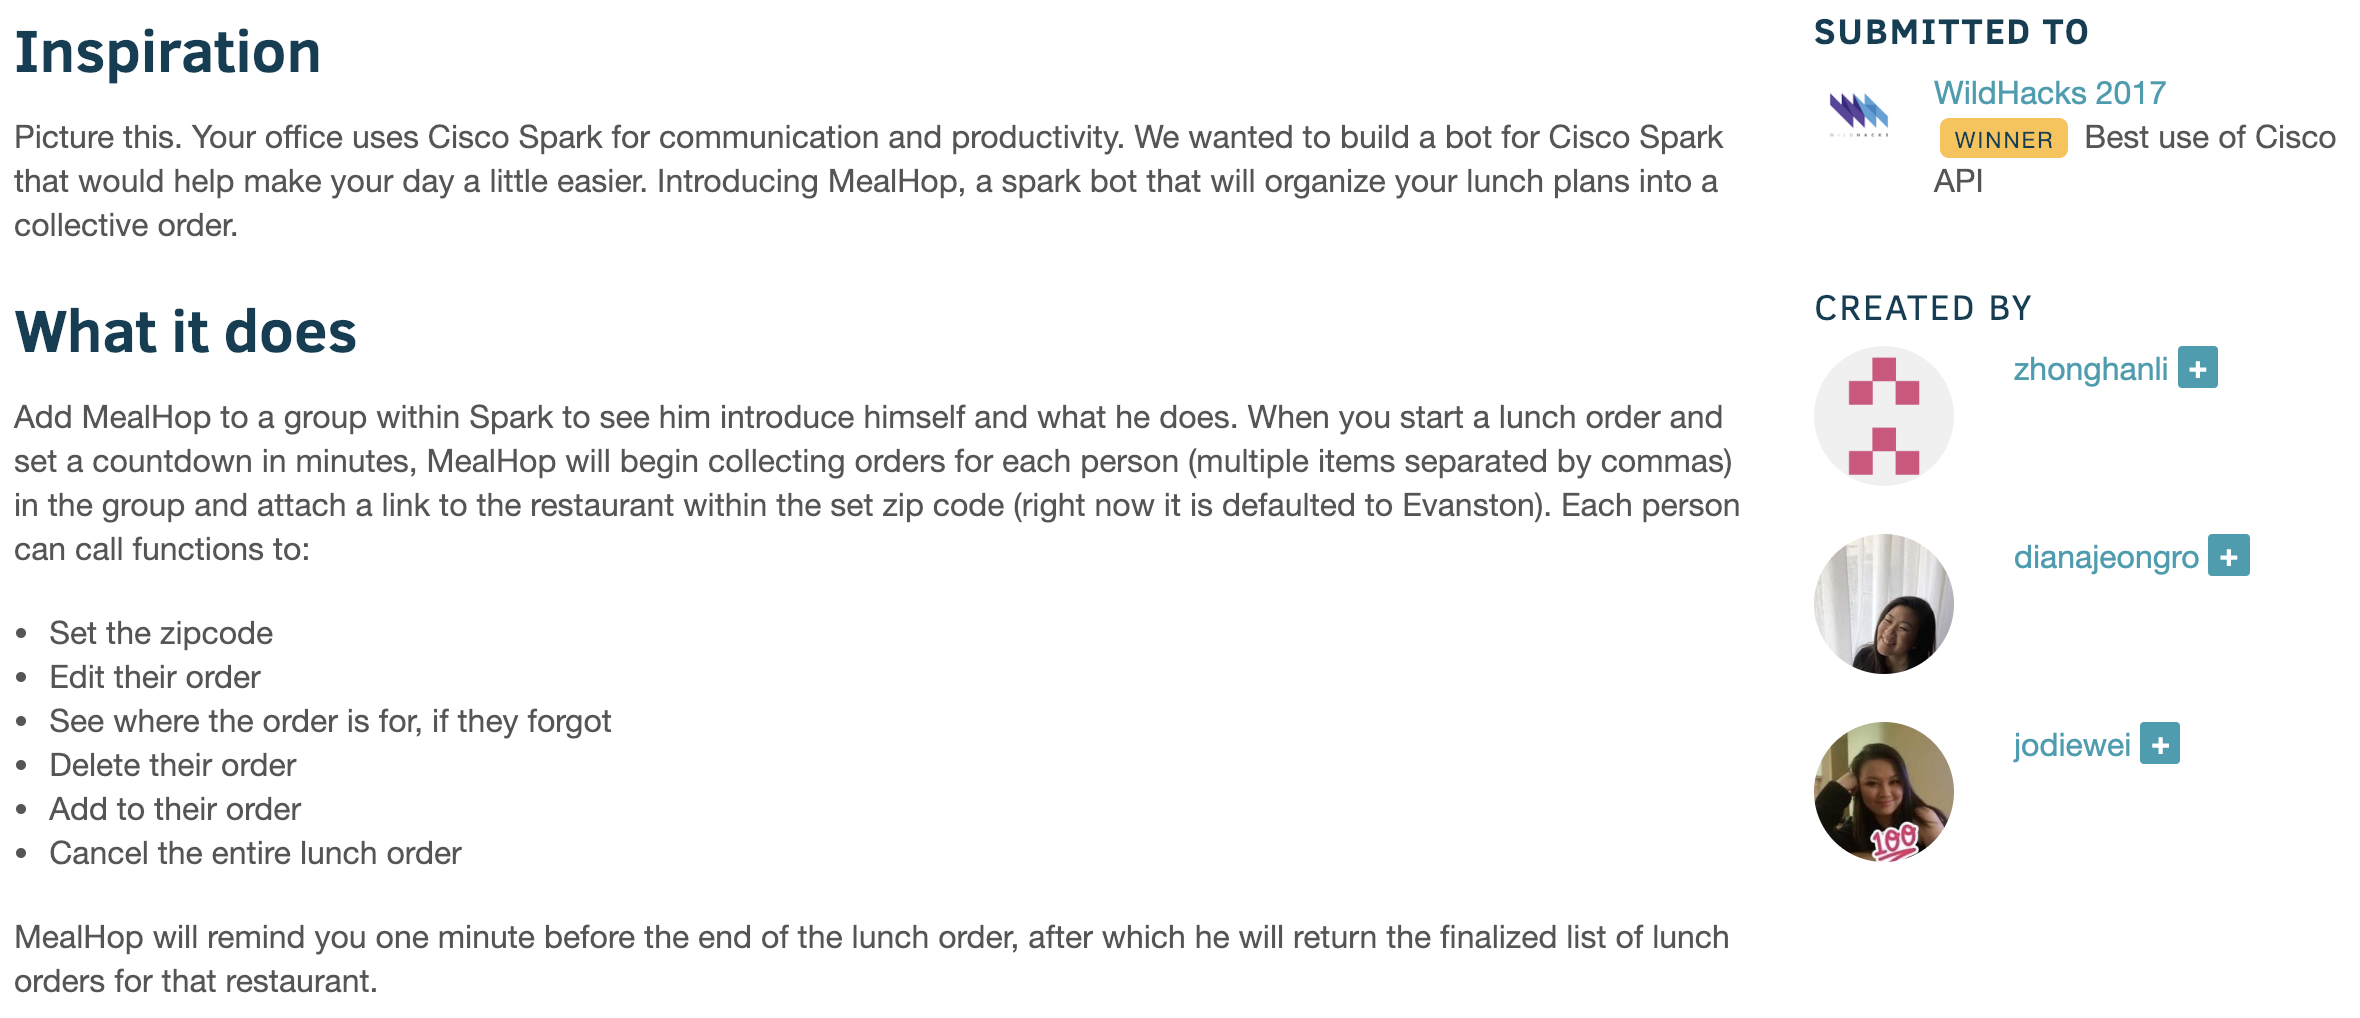 Inspiration
Picture this. Your office uses Cisco Spark for communication and productivity. We wanted to build a bot for Cisco Spark
that would help make your day a little easier. Introducing MealHop, a spark bot that will organize your lunch plans into a
collective order.
What it does
Add MealHop to a group within Spark to see him introduce himself and what he does. When you start a lunch order and
set a countdown in minutes, MealHop will begin collecting orders for each person (multiple items separated by commas)
in the group and attach a link to the restaurant within the set zip code (right now it is defaulted to Evanston). Each person
can call functions to:
• Set the zipcode
• Edit their order
• See where the order is for, if they forgot
• Delete their order
• Add to their order
• Cancel the entire lunch order
MealHop will remind you one minute before the end of the lunch order, after which he will return the finalized list of lunch
orders for that restaurant.
SUBMITTED TO
WILDHACKS
WildHacks 2017
WINNER Best use of Cisco
API
CREATED BY
zhonghanli +
dianajeongro +
jodiewei +
100